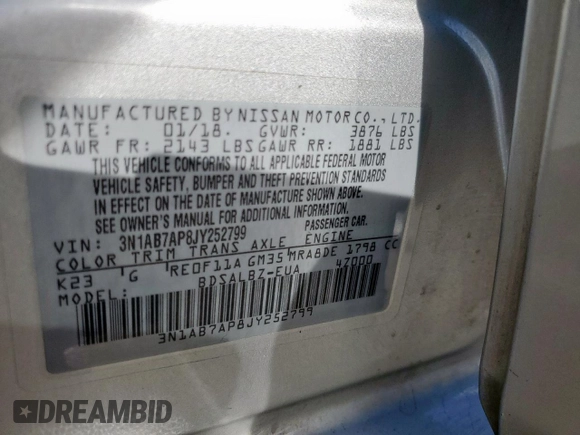 MANUFACTURED BY NISSAN MOTOR CO., LTD.
DATE: 01/18. GVWR: 3876 LBS
GAWR FR: 2143 LBS GAWR RR: 1881 LBS
THIS VEHICLE CONFORMS TO ALL APPLICABLE FEDERAL MOTOR
VEHICLE SAFETY, BUMPER AND THEFT PREVENTION STANDARDS
IN EFFECT ON THE DATE OF MANUFACTURE SHOWN ABOVE.
SEE OWNER'S MANUAL FOR ADDITIONAL INFORMATION.
VIN: 3N1AB7AP8JY252799 PASSENGER CAR.
COLOR TRIM TRANS AXLE ENGINE
K23 G RE0F11A GM35 MRA8DE 1798 CC
MODEL: BDSALBZ-EUA 47000
3N1AB7AP8JY252799
DREAMBID